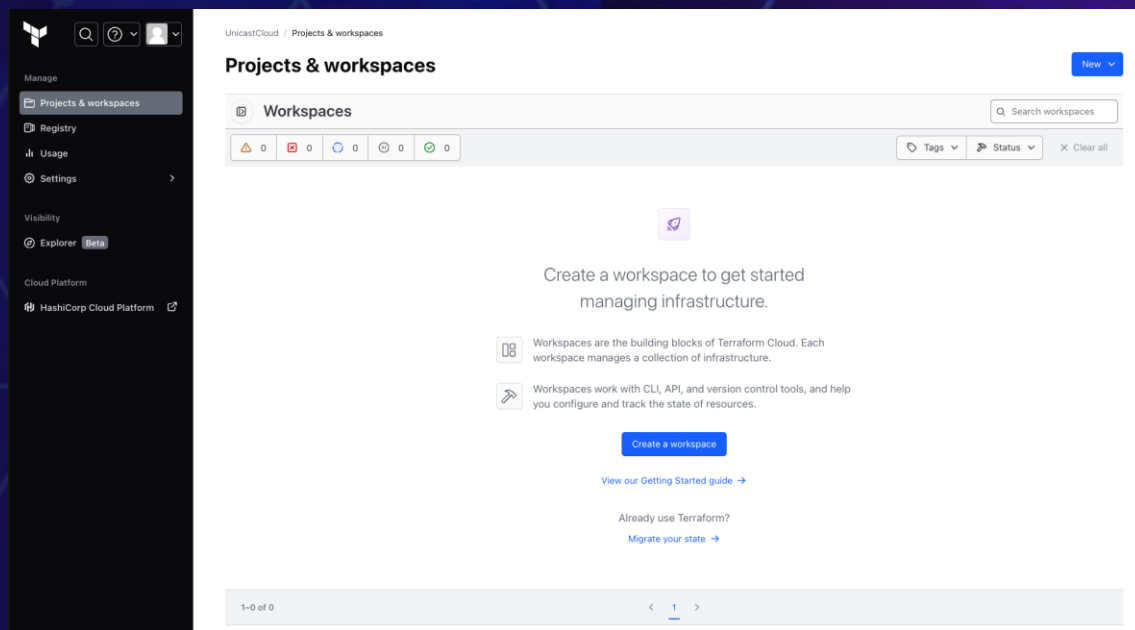 Manage
Projects & workspaces
Registry
Usage
Settings
Visibility
Explorer Beta
Cloud Platform
HashiCorp Cloud Platform
UnicastCloud / Projects & workspaces
Projects & workspaces
New
Workspaces
Search workspaces
0 0 0 0 0
Tags
Status
Clear all
Create a workspace to get started
managing infrastructure.
Workspaces are the building blocks of Terraform Cloud. Each
workspace manages a collection of infrastructure.
Workspaces work with CLI, API, and version control tools, and help
you configure and track the state of resources.
Create a workspace
View our Getting Started guide →
Already use Terraform?
Migrate your state →
1–0 of 0
1